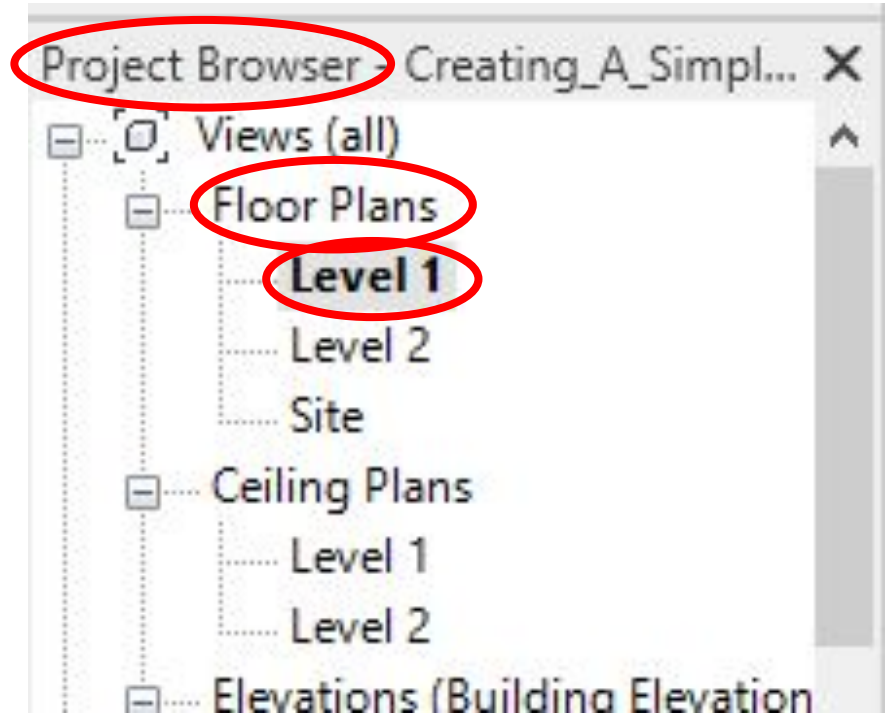 Project Browser - Creating_A_Simpl...
Views (all)
Floor Plans
Level 1
Level 2
Site
Ceiling Plans
Level 1
Level 2
Elevations (Building Elevation